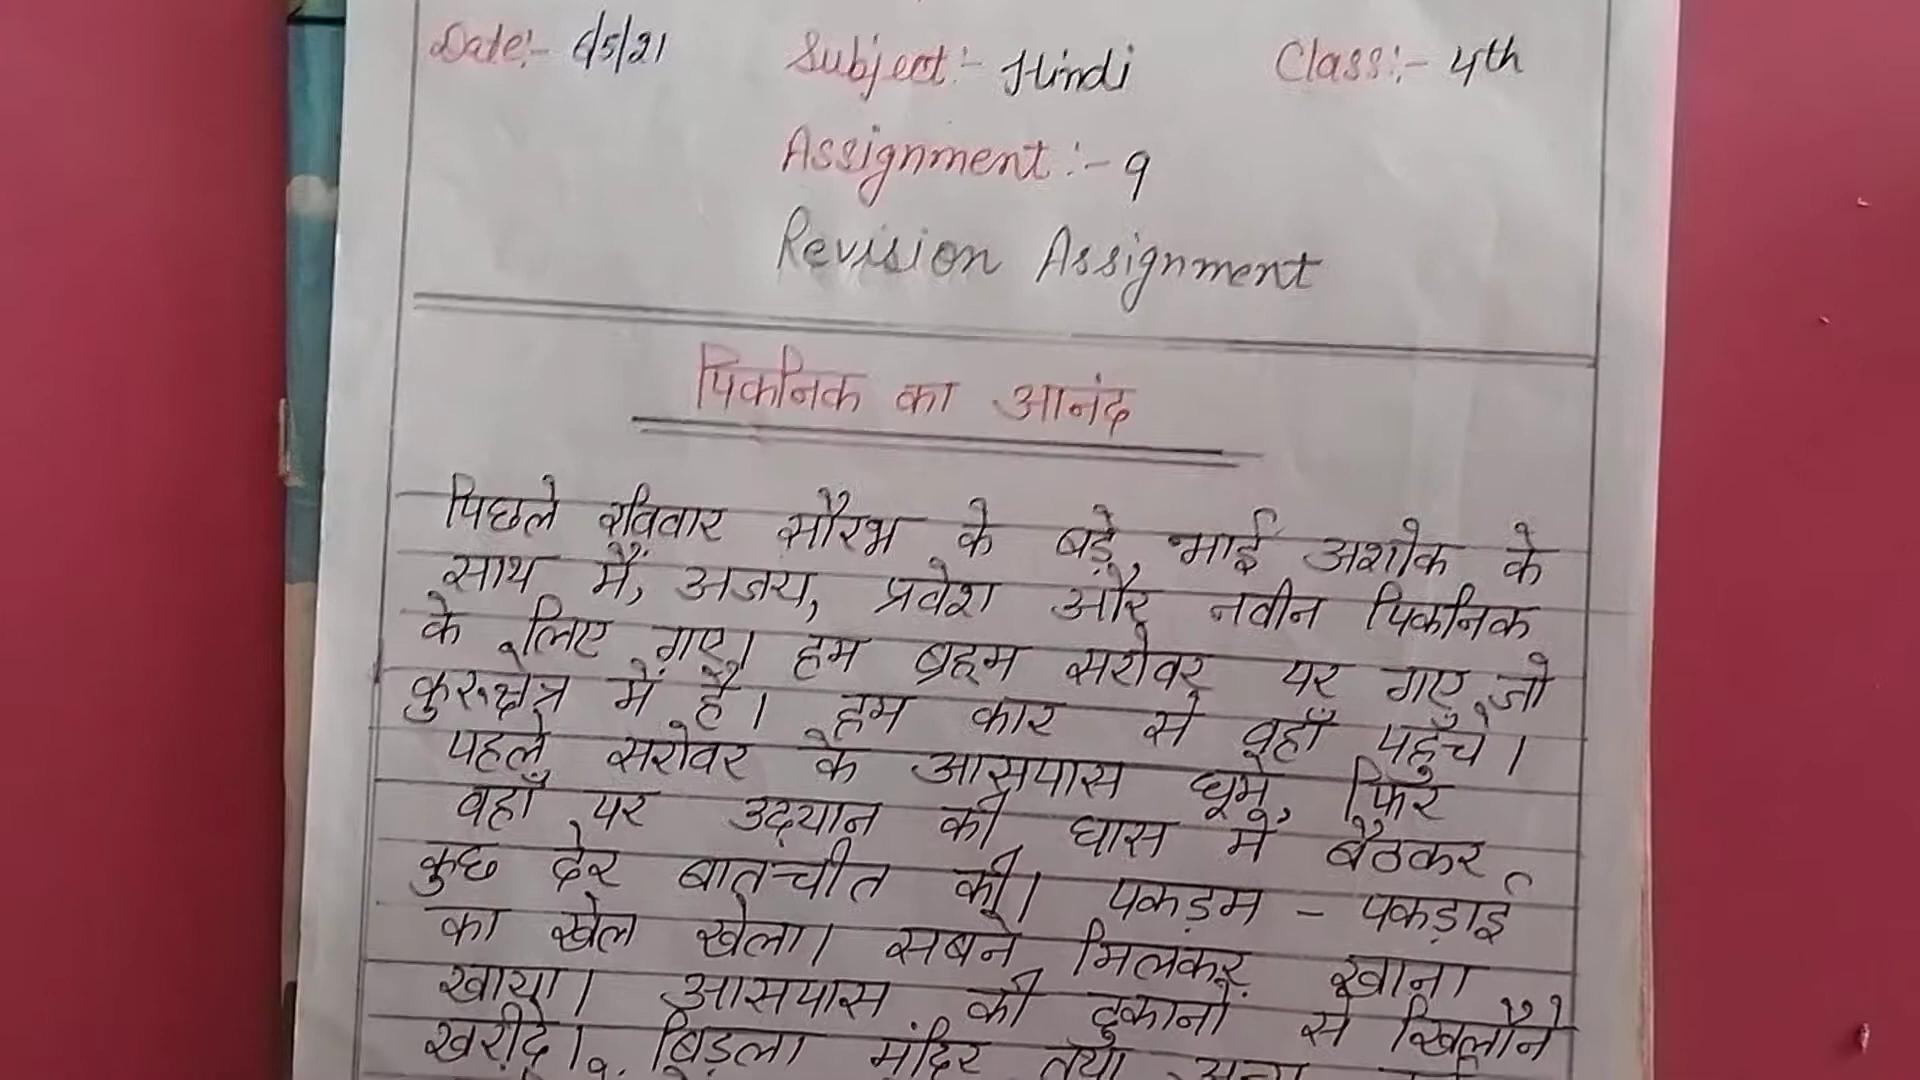 Date:- 6/5/21 Subject:- Hindi Class:- 4th
Assignment:- 9
Revision Assignment
पिकनिक का आनंद
पिछले रविवार सौरभ के बड़े भाई अशोक के
साथ मैं, अजय, प्रवेश और नवीन पिकनिक
के लिए गए। हम ब्रह्म सरोवर पर गए जो
कुरुक्षेत्र में है। हम कार से वहाँ पहुँचे।
पहले सरोवर के आसपास घूमे, फिर
वहाँ पर उद्यान की घास में बैठकर
कुछ देर बातचीत की। पकड़म - पकड़ाई
का खेल खेला। सबने मिलकर खाना
खाया। आसपास की दुकानों से खिलौने
खरीदे। बिड़ला मंदिर तथा अन्य